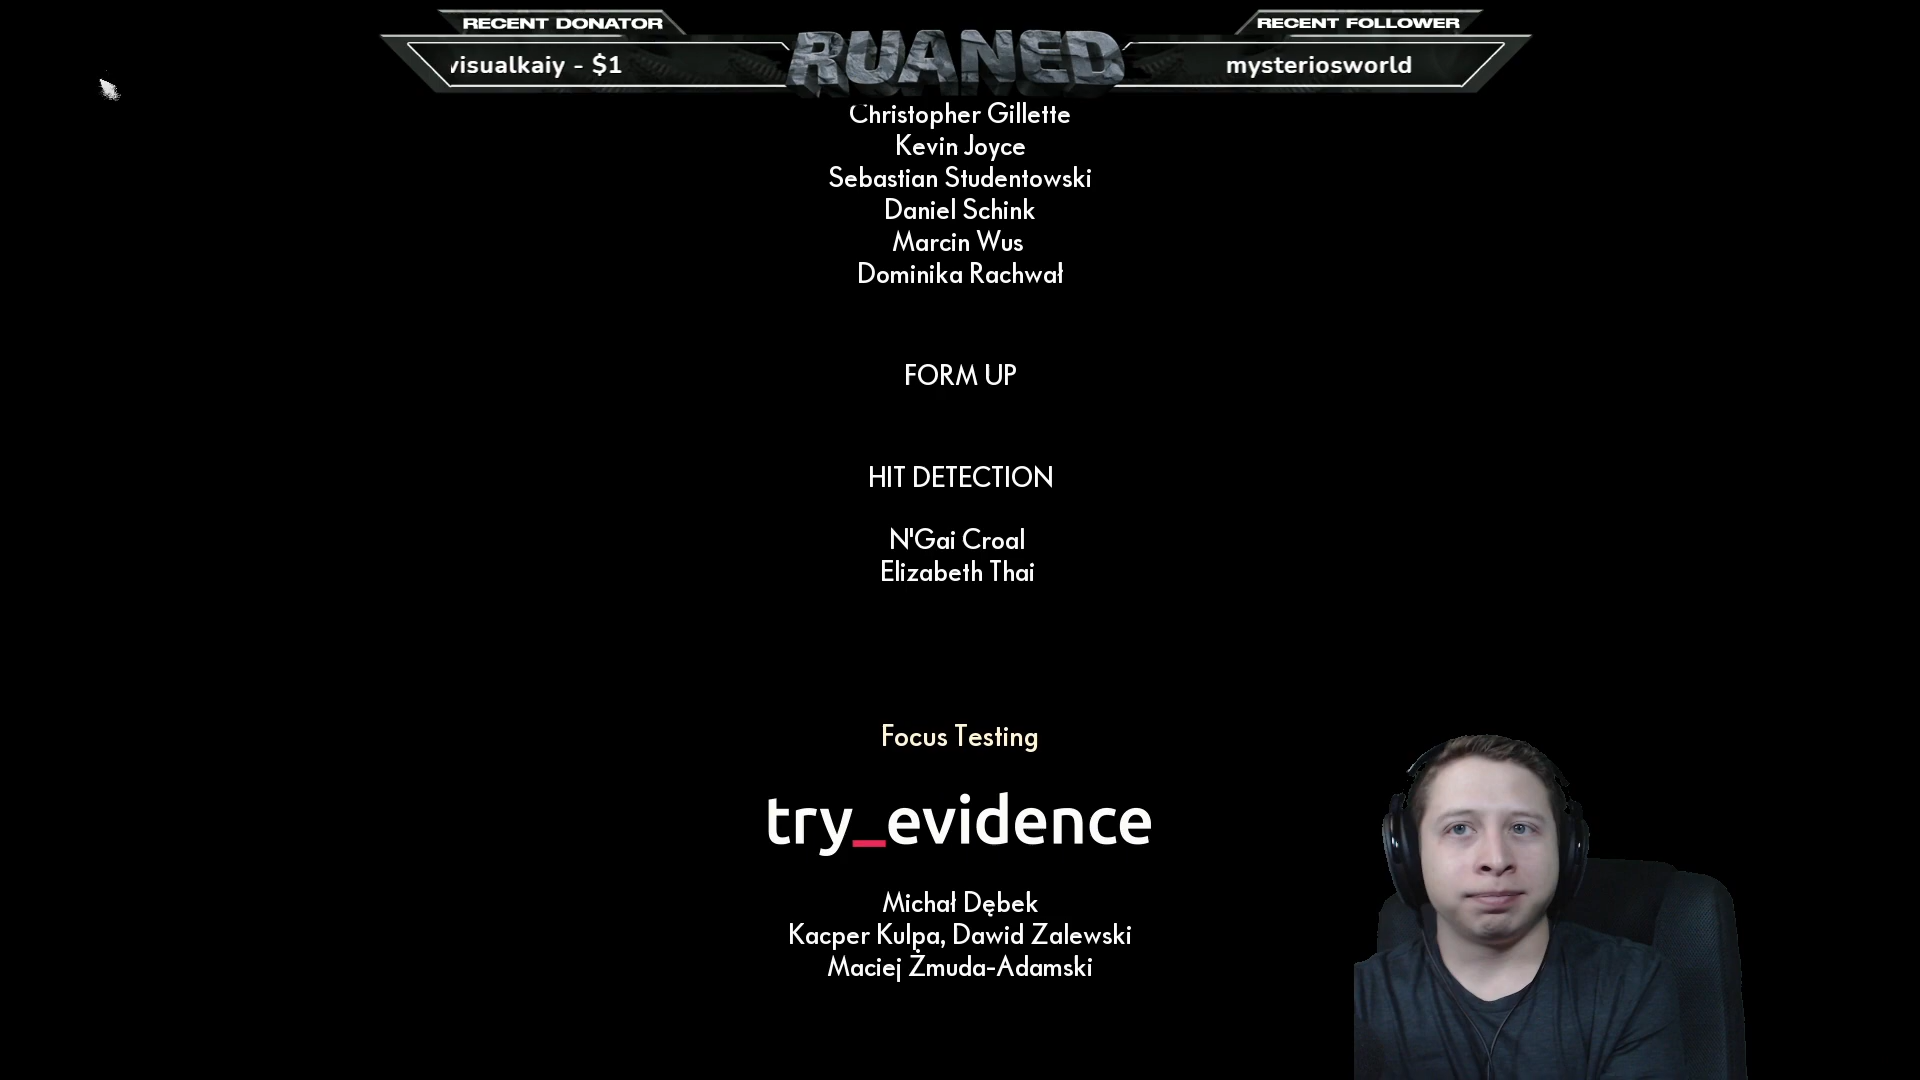 RECENT DONATOR
RECENT FOLLOWER
visualkaiy - $1
RUANED
mysteriosworld
Christopher Gillette
Kevin Joyce
Sebastian Studentowski
Daniel Schink
Marcin Wus
Dominika Rachwał
FORM UP
HIT DETECTION
N'Gai Croal
Elizabeth Thai
Focus Testing
try_evidence
Michał Dębek
Kacper Kulpa, Dawid Zalewski
Maciej Żmuda-Adamski